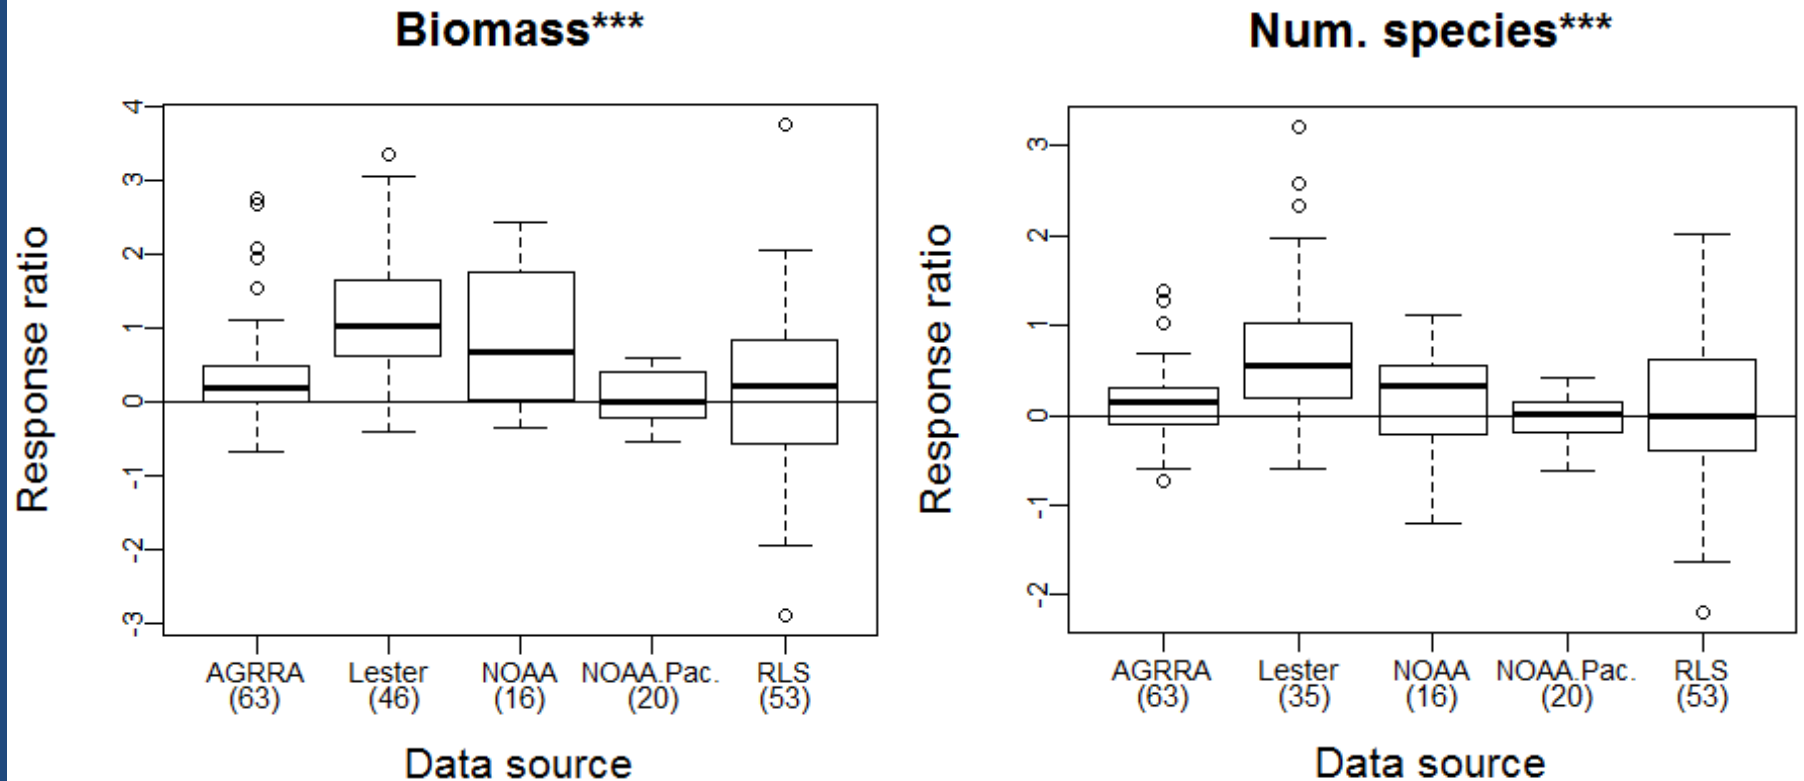 Biomass***
Response ratio
4
3
2
1
0
-1
-2
-3
AGRRA Lester NOAA NOAA.Pac. RLS
(63) (46) (16) (20) (53)
Data source
Num. species***
Response ratio
3
2
1
0
-1
-2
AGRRA Lester NOAA NOAA.Pac. RLS
(63) (35) (16) (20) (53)
Data source